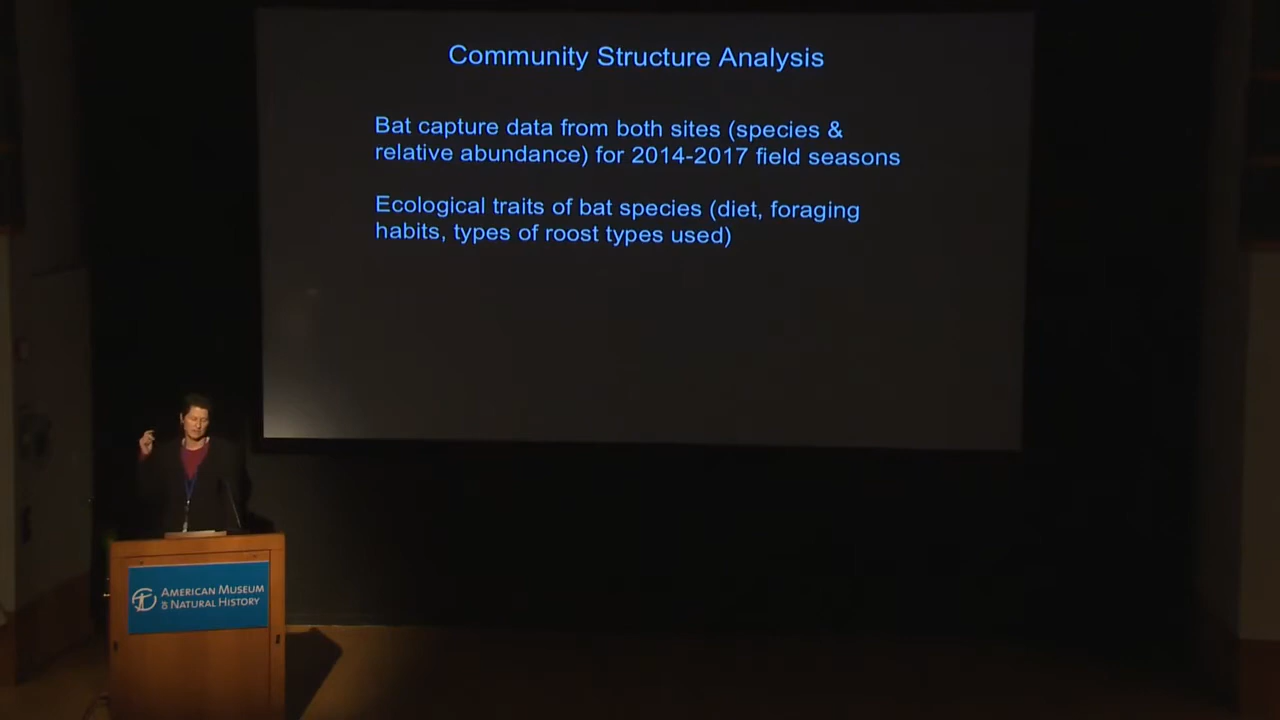 Community Structure Analysis
Bat capture data from both sites (species &
relative abundance) for 2014-2017 field seasons
Ecological traits of bat species (diet, foraging
habits, types of roost types used)
AMERICAN MUSEUM
OF NATURAL HISTORY